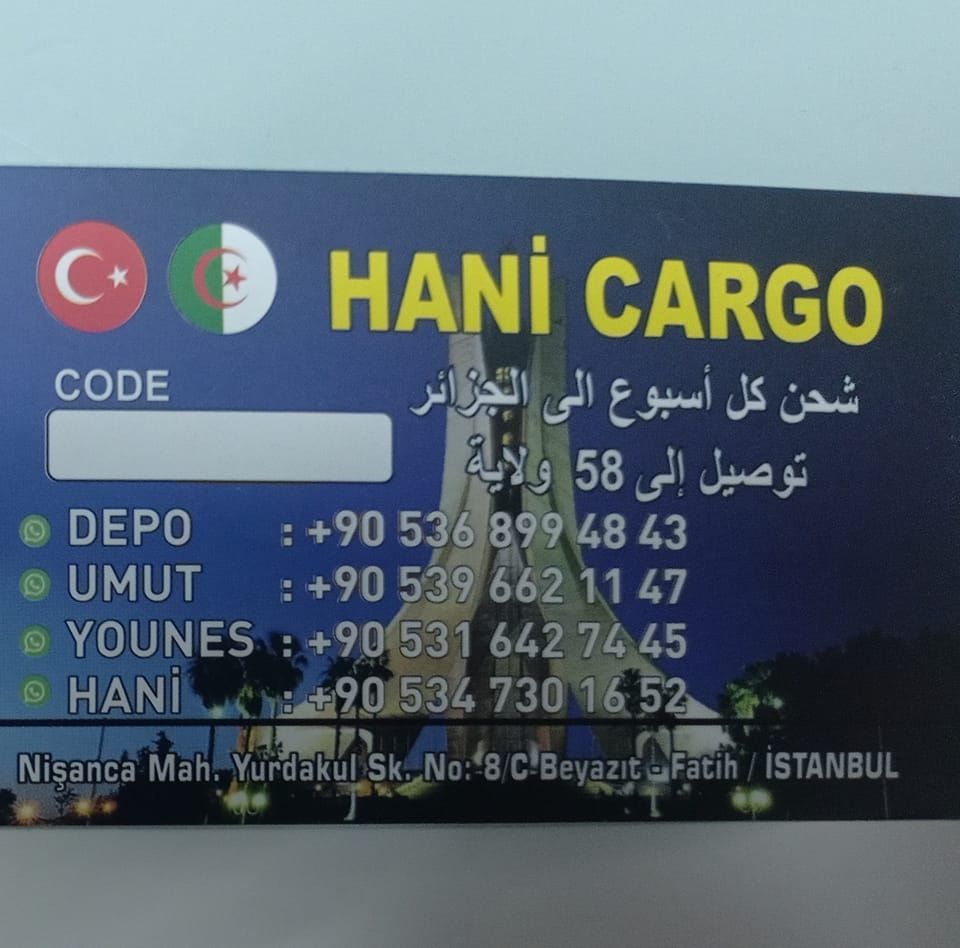 HANİ CARGO
CODE
شحن كل أسبوع الى الجزائر
توصيل إلى 58 ولاية
DEPO : +90 536 899 48 43
UMUT : +90 539 662 11 47
YOUNES : +90 531 642 74 45
HANİ : +90 534 730 16 52
Nişanca Mah. Yurdakul Sk. No: 8/C Beyazıt - Fatih / İSTANBUL